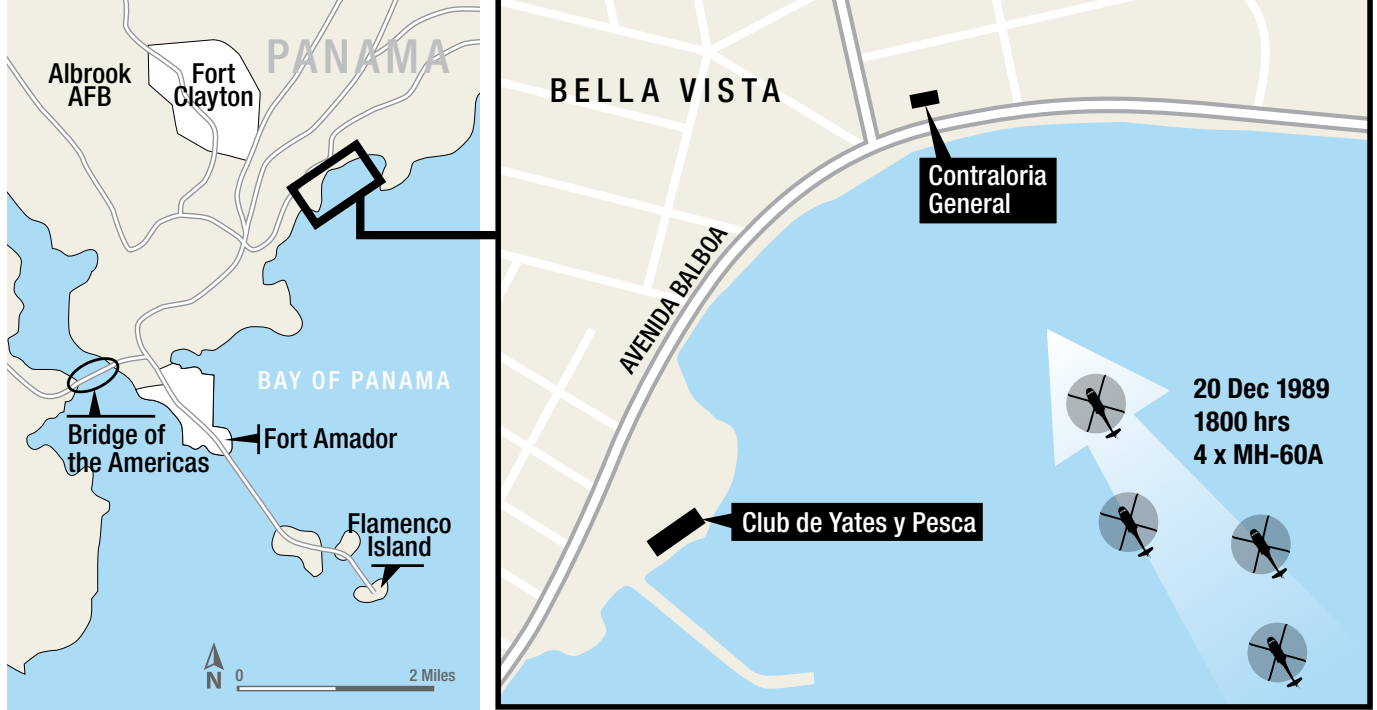 PANAMA
Albrook
AFB
Fort
Clayton
BAY OF PANAMA
Bridge of
the Americas
Fort Amador
Flamenco
Island
N
0
2 Miles
BELLA VISTA
Contraloria
General
AVENIDA BALBOA
20 Dec 1989
1800 hrs
4 x MH-60A
Club de Yates y Pesca